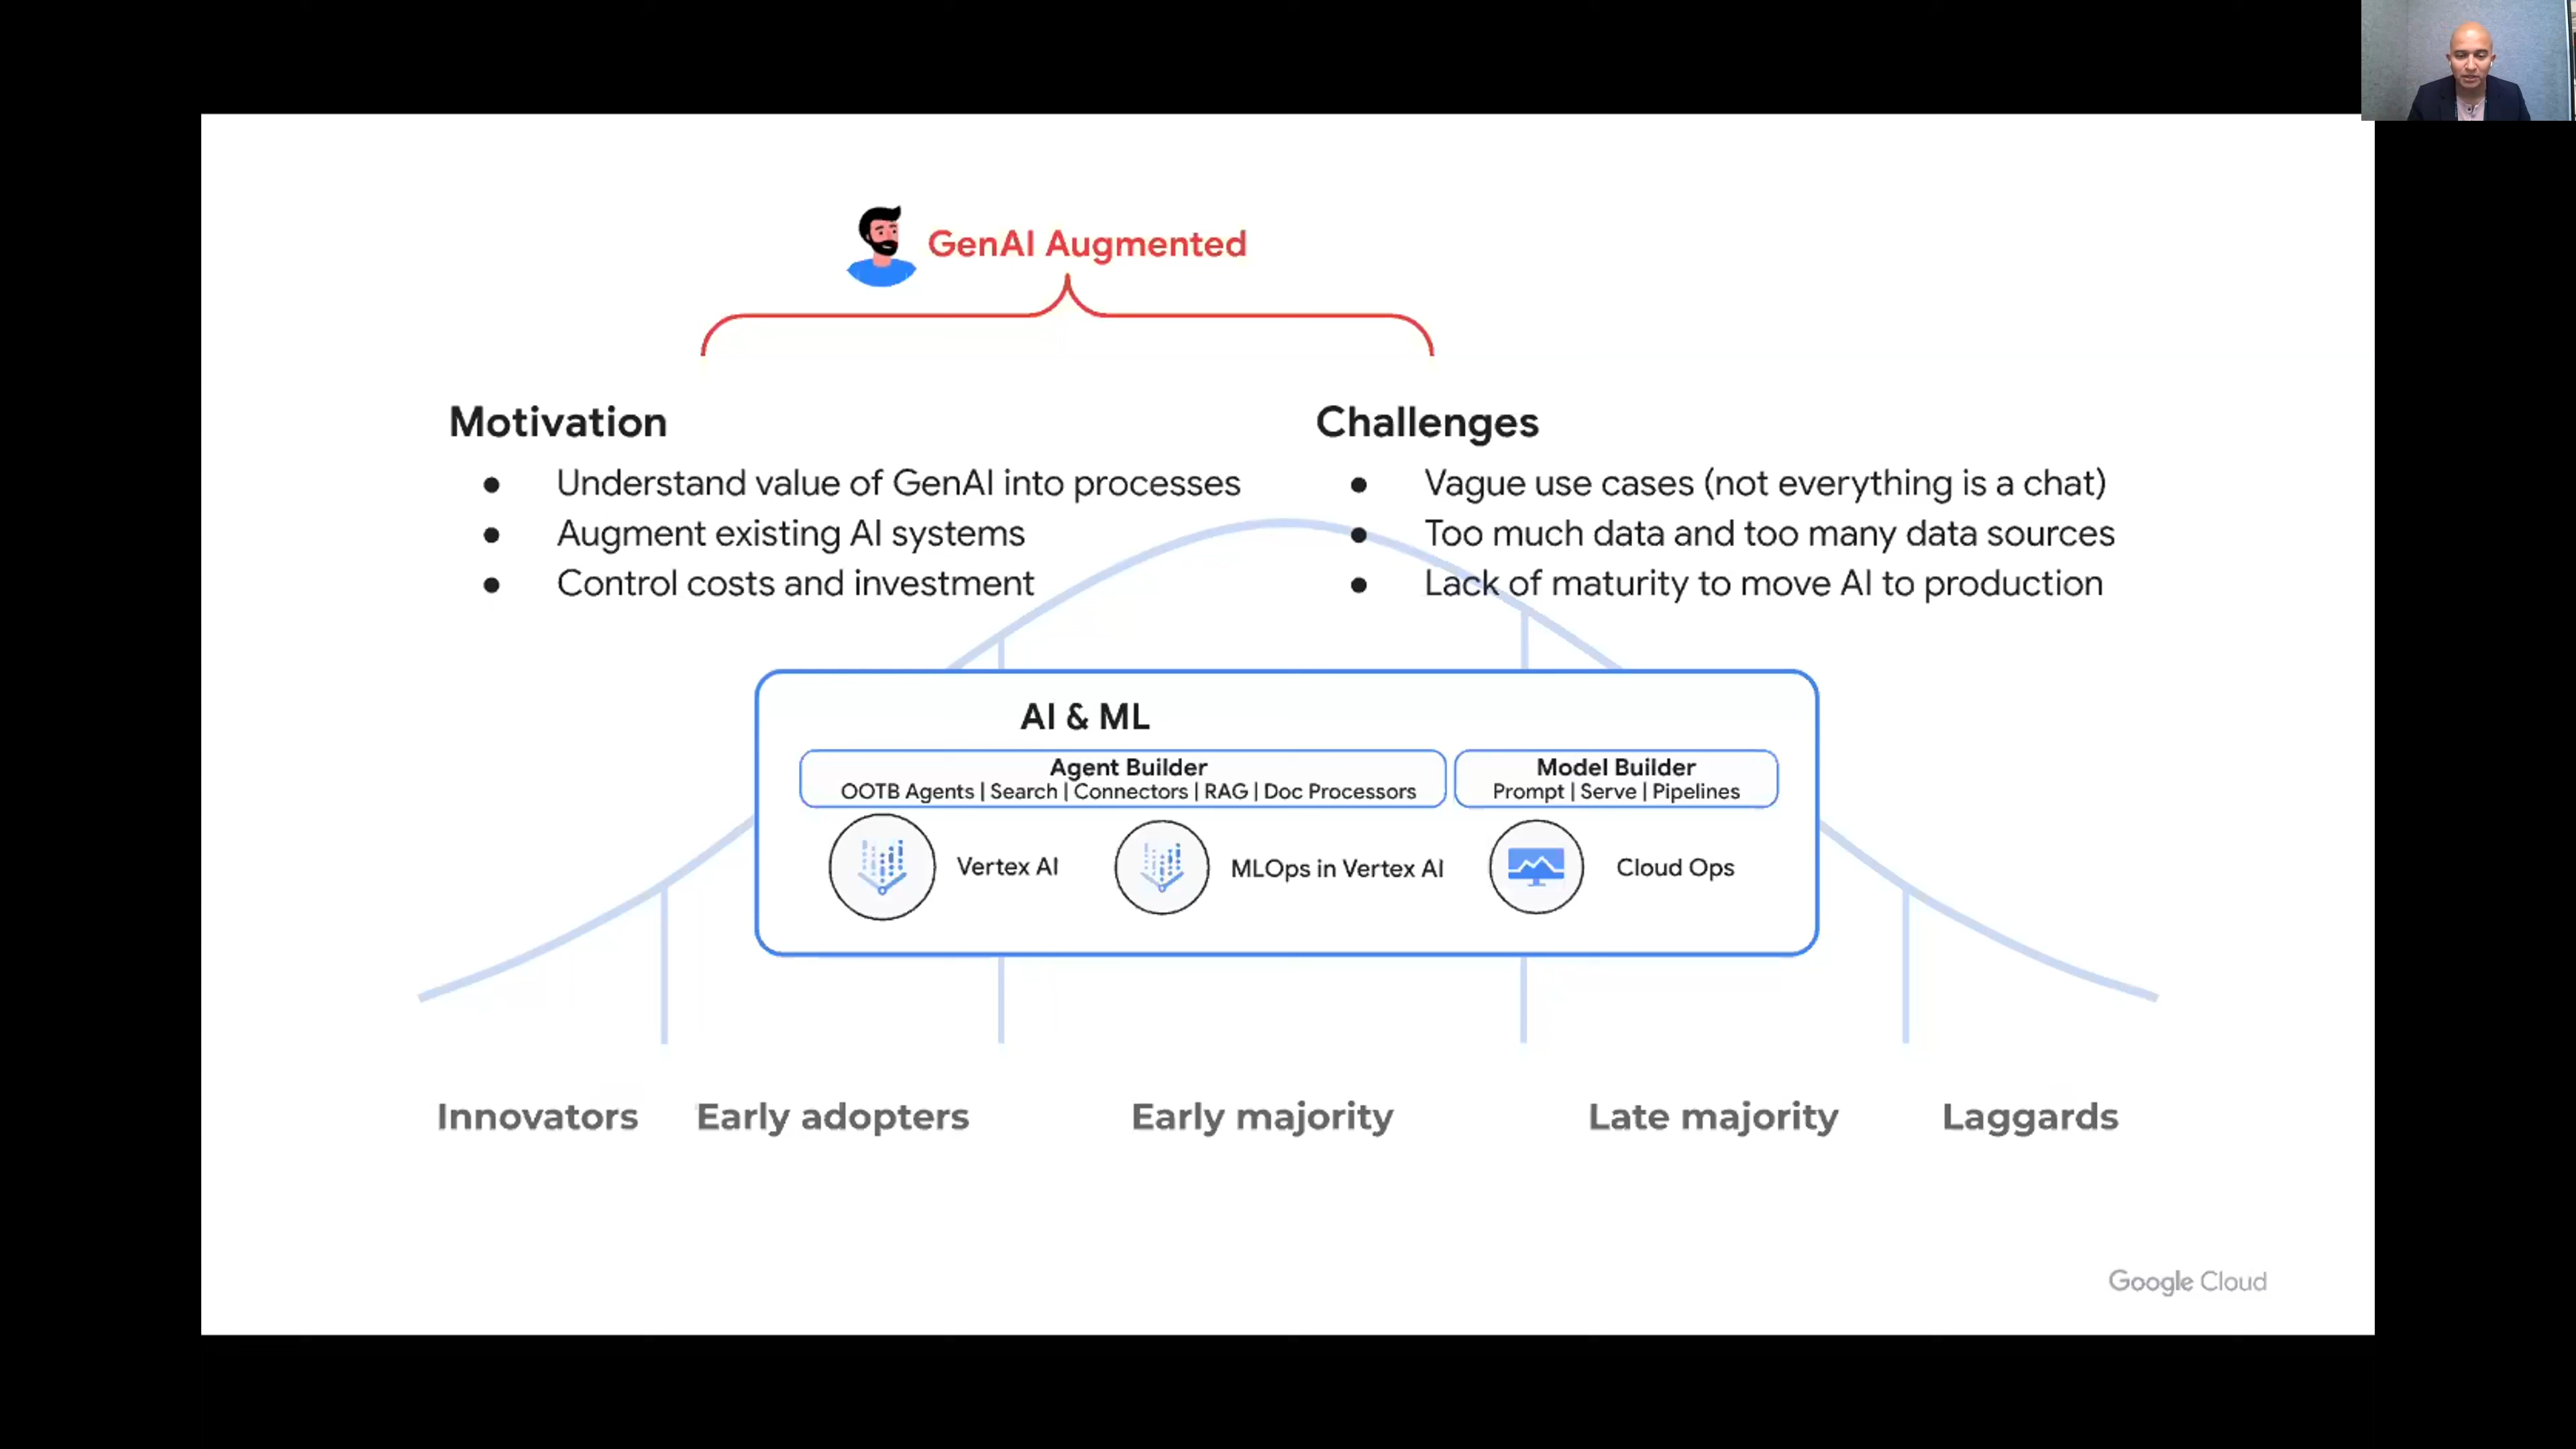 GenAI Augmented
Motivation
Understand value of GenAI into processes
Augment existing AI systems
Control costs and investment
Challenges
Vague use cases (not everything is a chat)
Too much data and too many data sources
Lack of maturity to move AI to production
AI & ML
Agent Builder
OOTB Agents | Search | Connectors | RAG | Doc Processors
Model Builder
Prompt | Serve | Pipelines
Vertex AI
MLOps in Vertex AI
Cloud Ops
Innovators
Early adopters
Early majority
Late majority
Laggards
Google Cloud